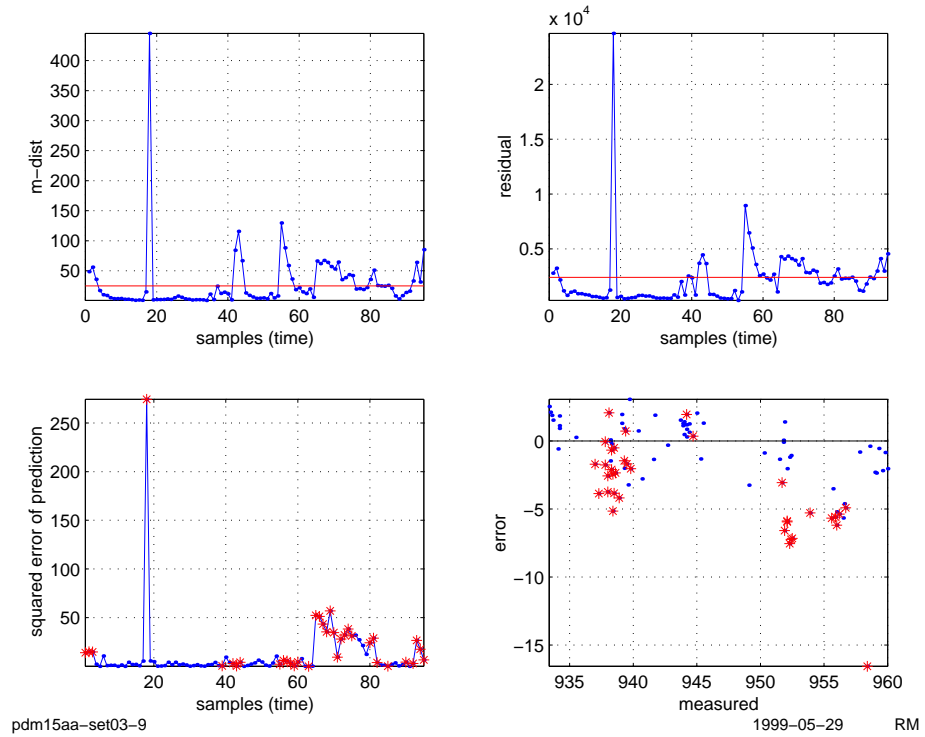 m−dist
400
350
300
250
200
150
100
50
0 20 40 60 80
samples (time)
x 10^4
residual
2
1.5
1
0.5
0 20 40 60 80
samples (time)
squared error of prediction
250
200
150
100
50
20 40 60 80
samples (time)
error
0
−5
−10
−15
935 940 945 950 955 960
measured
pdm15aa−set03−9 1999−05−29 RM